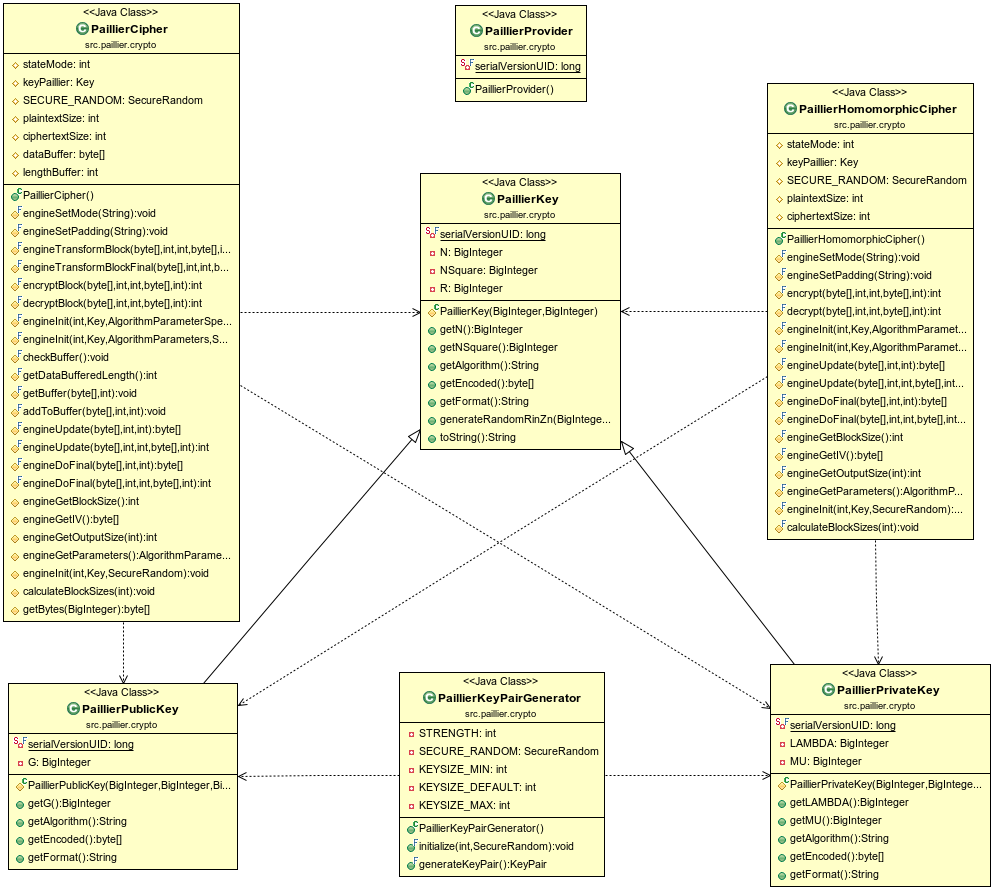 <<Java Class>>
PaillierCipher
src.paillier.crypto
stateMode: int
keyPaillier: Key
SECURE_RANDOM: SecureRandom
plaintextSize: int
ciphertextSize: int
dataBuffer: byte[]
lengthBuffer: int
PaillierCipher()
engineSetMode(String):void
engineSetPadding(String):void
engineTransformBlock(byte[],int,int,byte[],i...
engineTransformBlockFinal(byte[],int,int,b...
encryptBlock(byte[],int,int,byte[],int):int
decryptBlock(byte[],int,int,byte[],int):int
engineInit(int,Key,AlgorithmParameterSpe...
engineInit(int,Key,AlgorithmParameters,S...
checkBuffer():void
getDataBufferedLength():int
getBuffer(byte[],int):void
addToBuffer(byte[],int,int):void
engineUpdate(byte[],int,int):byte[]
engineUpdate(byte[],int,int,byte[],int):int
engineDoFinal(byte[],int,int):byte[]
engineDoFinal(byte[],int,int,byte[],int):int
engineGetBlockSize():int
engineGetIV():byte[]
engineGetOutputSize(int):int
engineGetParameters():AlgorithmParame...
engineInit(int,Key,SecureRandom):void
calculateBlockSizes(int):void
getBytes(BigInteger):byte[]
<<Java Class>>
PaillierProvider
src.paillier.crypto
serialVersionUID: long
PaillierProvider()
<<Java Class>>
PaillierKey
src.paillier.crypto
serialVersionUID: long
N: BigInteger
NSquare: BigInteger
R: BigInteger
PaillierKey(BigInteger,BigInteger)
getN():BigInteger
getNSquare():BigInteger
getAlgorithm():String
getEncoded():byte[]
getFormat():String
generateRandomRinZn(BigIntege...
toString():String
<<Java Class>>
PaillierHomomorphicCipher
src.paillier.crypto
stateMode: int
keyPaillier: Key
SECURE_RANDOM: SecureRandom
plaintextSize: int
ciphertextSize: int
PaillierHomomorphicCipher()
engineSetMode(String):void
engineSetPadding(String):void
encrypt(byte[],int,int,byte[],int):int
decrypt(byte[],int,int,byte[],int):int
engineInit(int,Key,AlgorithmParamet...
engineInit(int,Key,AlgorithmParamet...
engineUpdate(byte[],int,int):byte[]
engineUpdate(byte[],int,int,byte[],int...
engineDoFinal(byte[],int,int):byte[]
engineDoFinal(byte[],int,int,byte[],int...
engineGetBlockSize():int
engineGetIV():byte[]
engineGetOutputSize(int):int
engineGetParameters():AlgorithmP...
engineInit(int,Key,SecureRandom):...
calculateBlockSizes(int):void
<<Java Class>>
PaillierPublicKey
src.paillier.crypto
serialVersionUID: long
G: BigInteger
PaillierPublicKey(BigInteger,BigInteger,Bi...
getG():BigInteger
getAlgorithm():String
getEncoded():byte[]
getFormat():String
<<Java Class>>
PaillierKeyPairGenerator
src.paillier.crypto
STRENGTH: int
SECURE_RANDOM: SecureRandom
KEYSIZE_MIN: int
KEYSIZE_DEFAULT: int
KEYSIZE_MAX: int
PaillierKeyPairGenerator()
initialize(int,SecureRandom):void
generateKeyPair():KeyPair
<<Java Class>>
PaillierPrivateKey
src.paillier.crypto
serialVersionUID: long
LAMBDA: BigInteger
MU: BigInteger
PaillierPrivateKey(BigInteger,BigIntege...
getLAMBDA():BigInteger
getMU():BigInteger
getAlgorithm():String
getEncoded():byte[]
getFormat():String